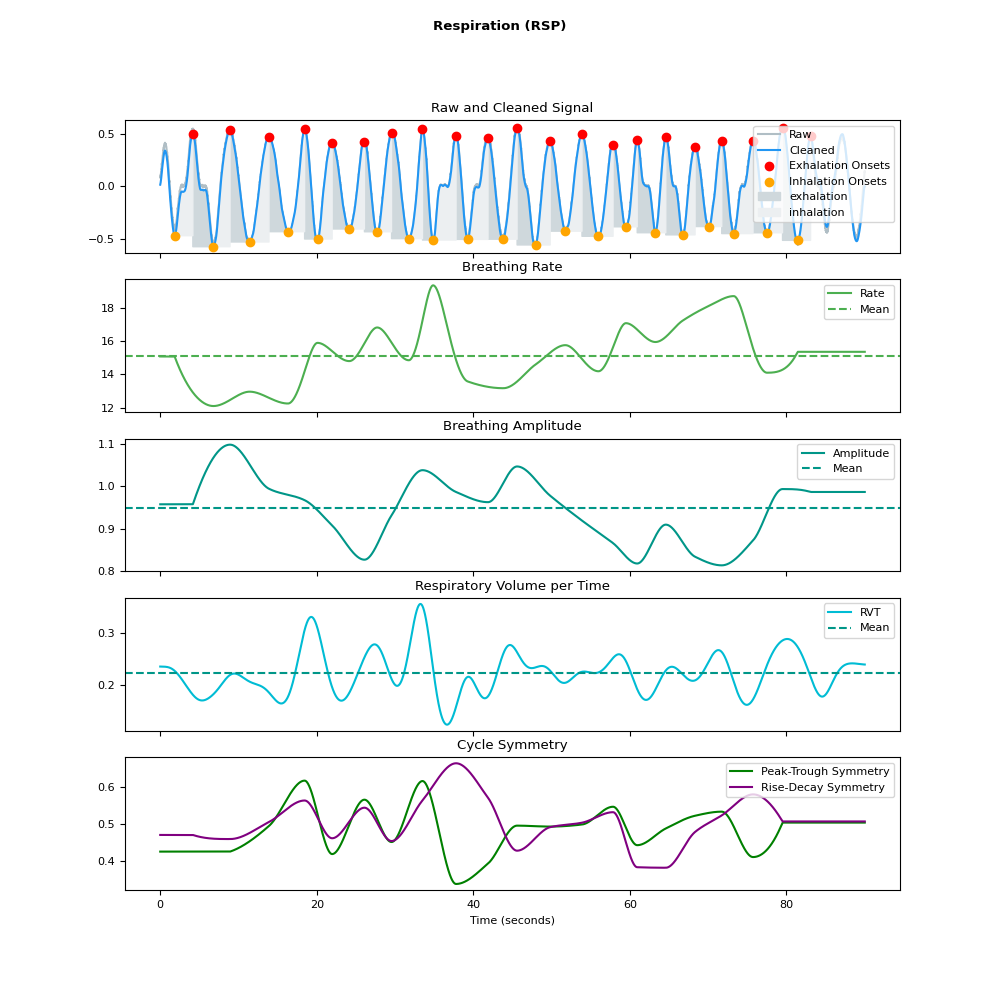 Respiration (RSP)
Raw and Cleaned Signal
0.5
0.0
−0.5
Raw
Cleaned
Exhalation Onsets
Inhalation Onsets
exhalation
inhalation
Breathing Rate
18
16
14
12
Rate
Mean
Breathing Amplitude
1.1
1.0
0.9
0.8
Amplitude
Mean
Respiratory Volume per Time
0.3
0.2
RVT
Mean
Cycle Symmetry
0.6
0.5
0.4
Peak-Trough Symmetry
Rise-Decay Symmetry
0 20 40 60 80
Time (seconds)